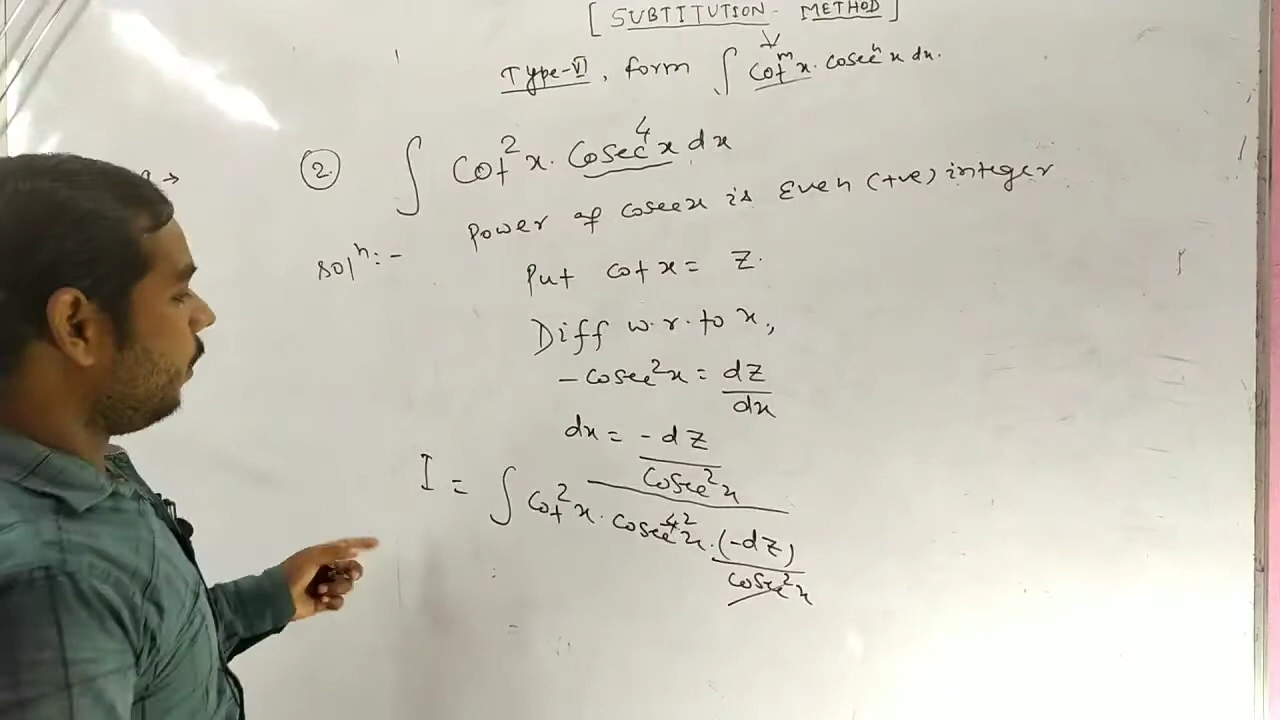 [ SUBTITUTION METHOD ]
Type-VI, form ∫ cotᵐx. cosecⁿx dx.
② ∫ Cot²x. Cosec⁴x dx
solⁿ:- Power of cosecx is Even (+ve) integer
Put cotx = Z.
Diff w.r.to x,
-cosec²x = dZ/dx
dx = -dZ/cosec²x
I = ∫ Cot²x. cosec⁴²x. (-dZ)/cosec²x